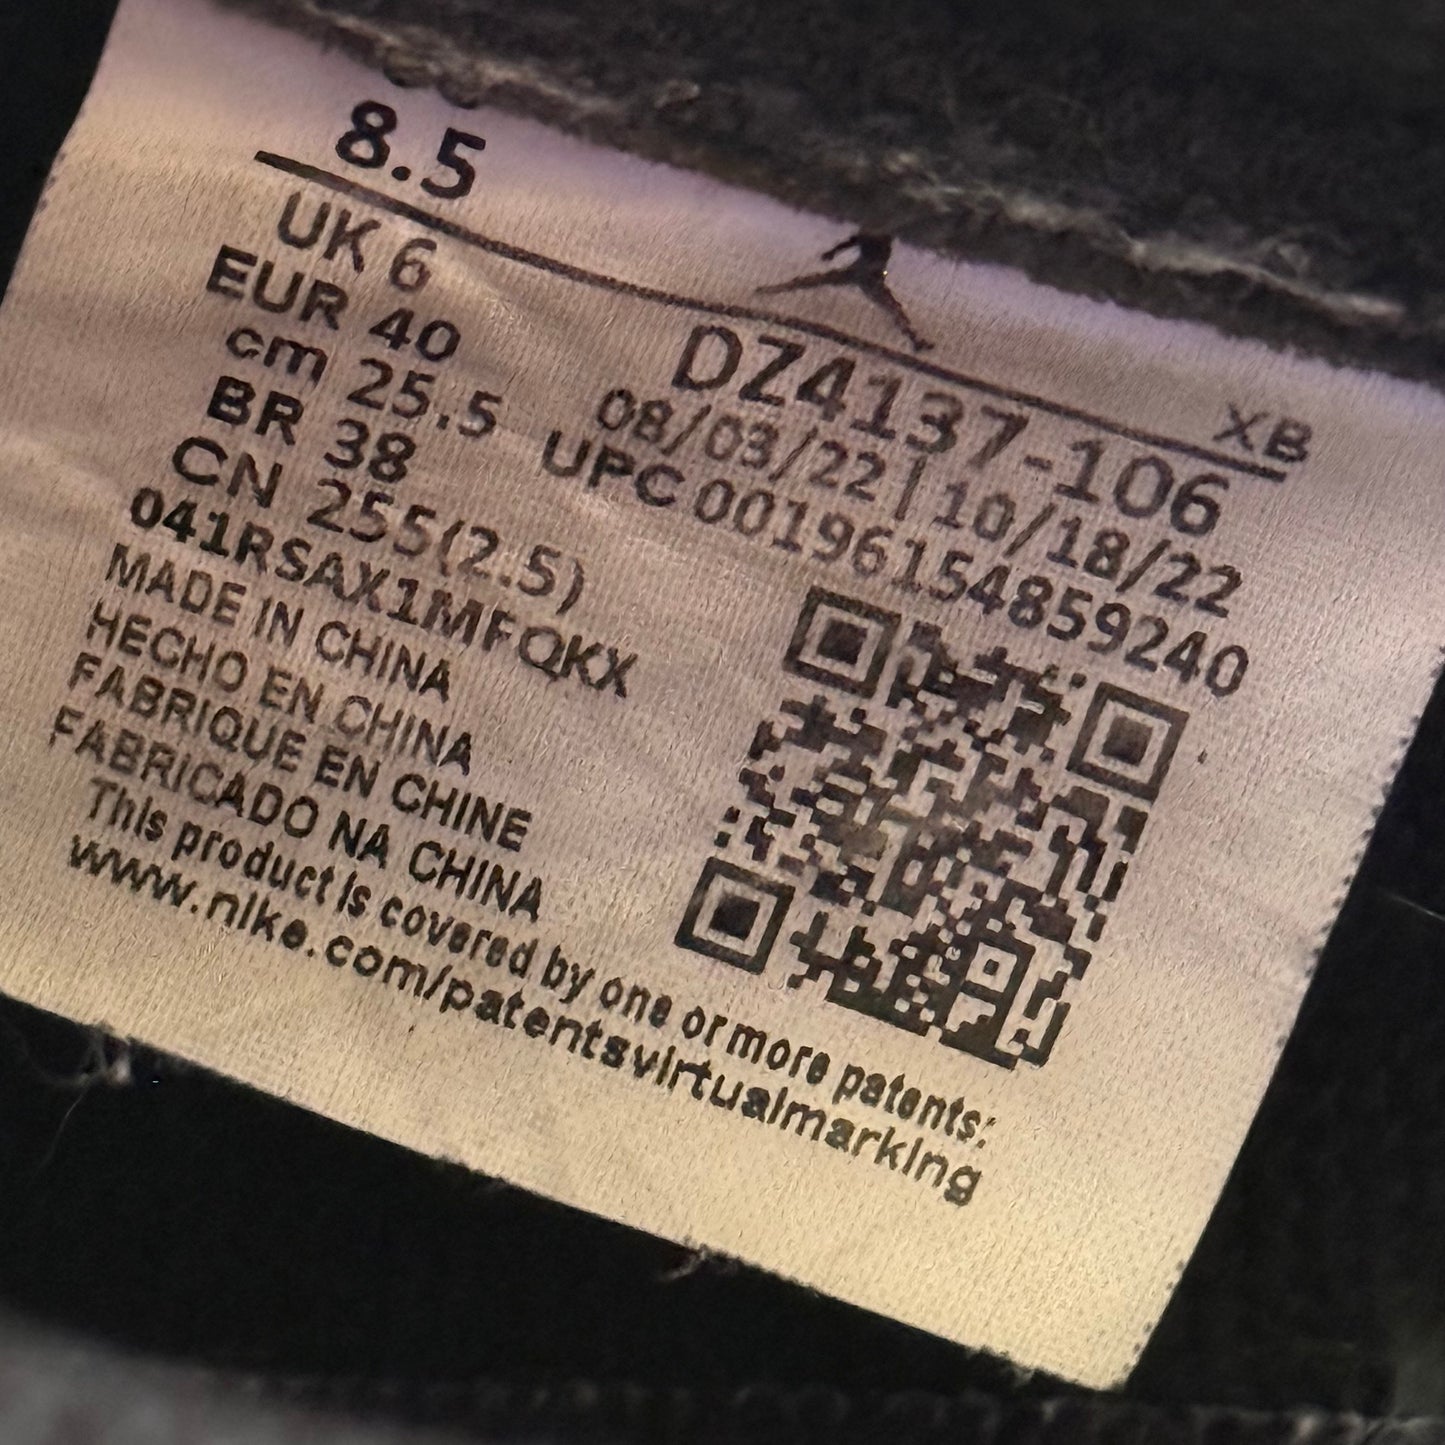 8.5
XB
UK 6
EUR 40
cm 25.5
BR 38
CN 255(2.5)
DZ4137-106
08/03/22 | 10/18/22
UPC 00196154859240
041RSAX1MFQKX
MADE IN CHINA
HECHO EN CHINA
FABRIQUE EN CHINE
FABRICADO NA CHINA
This product is covered by one or more patents:
www.nike.com/patentsvirtualmarking